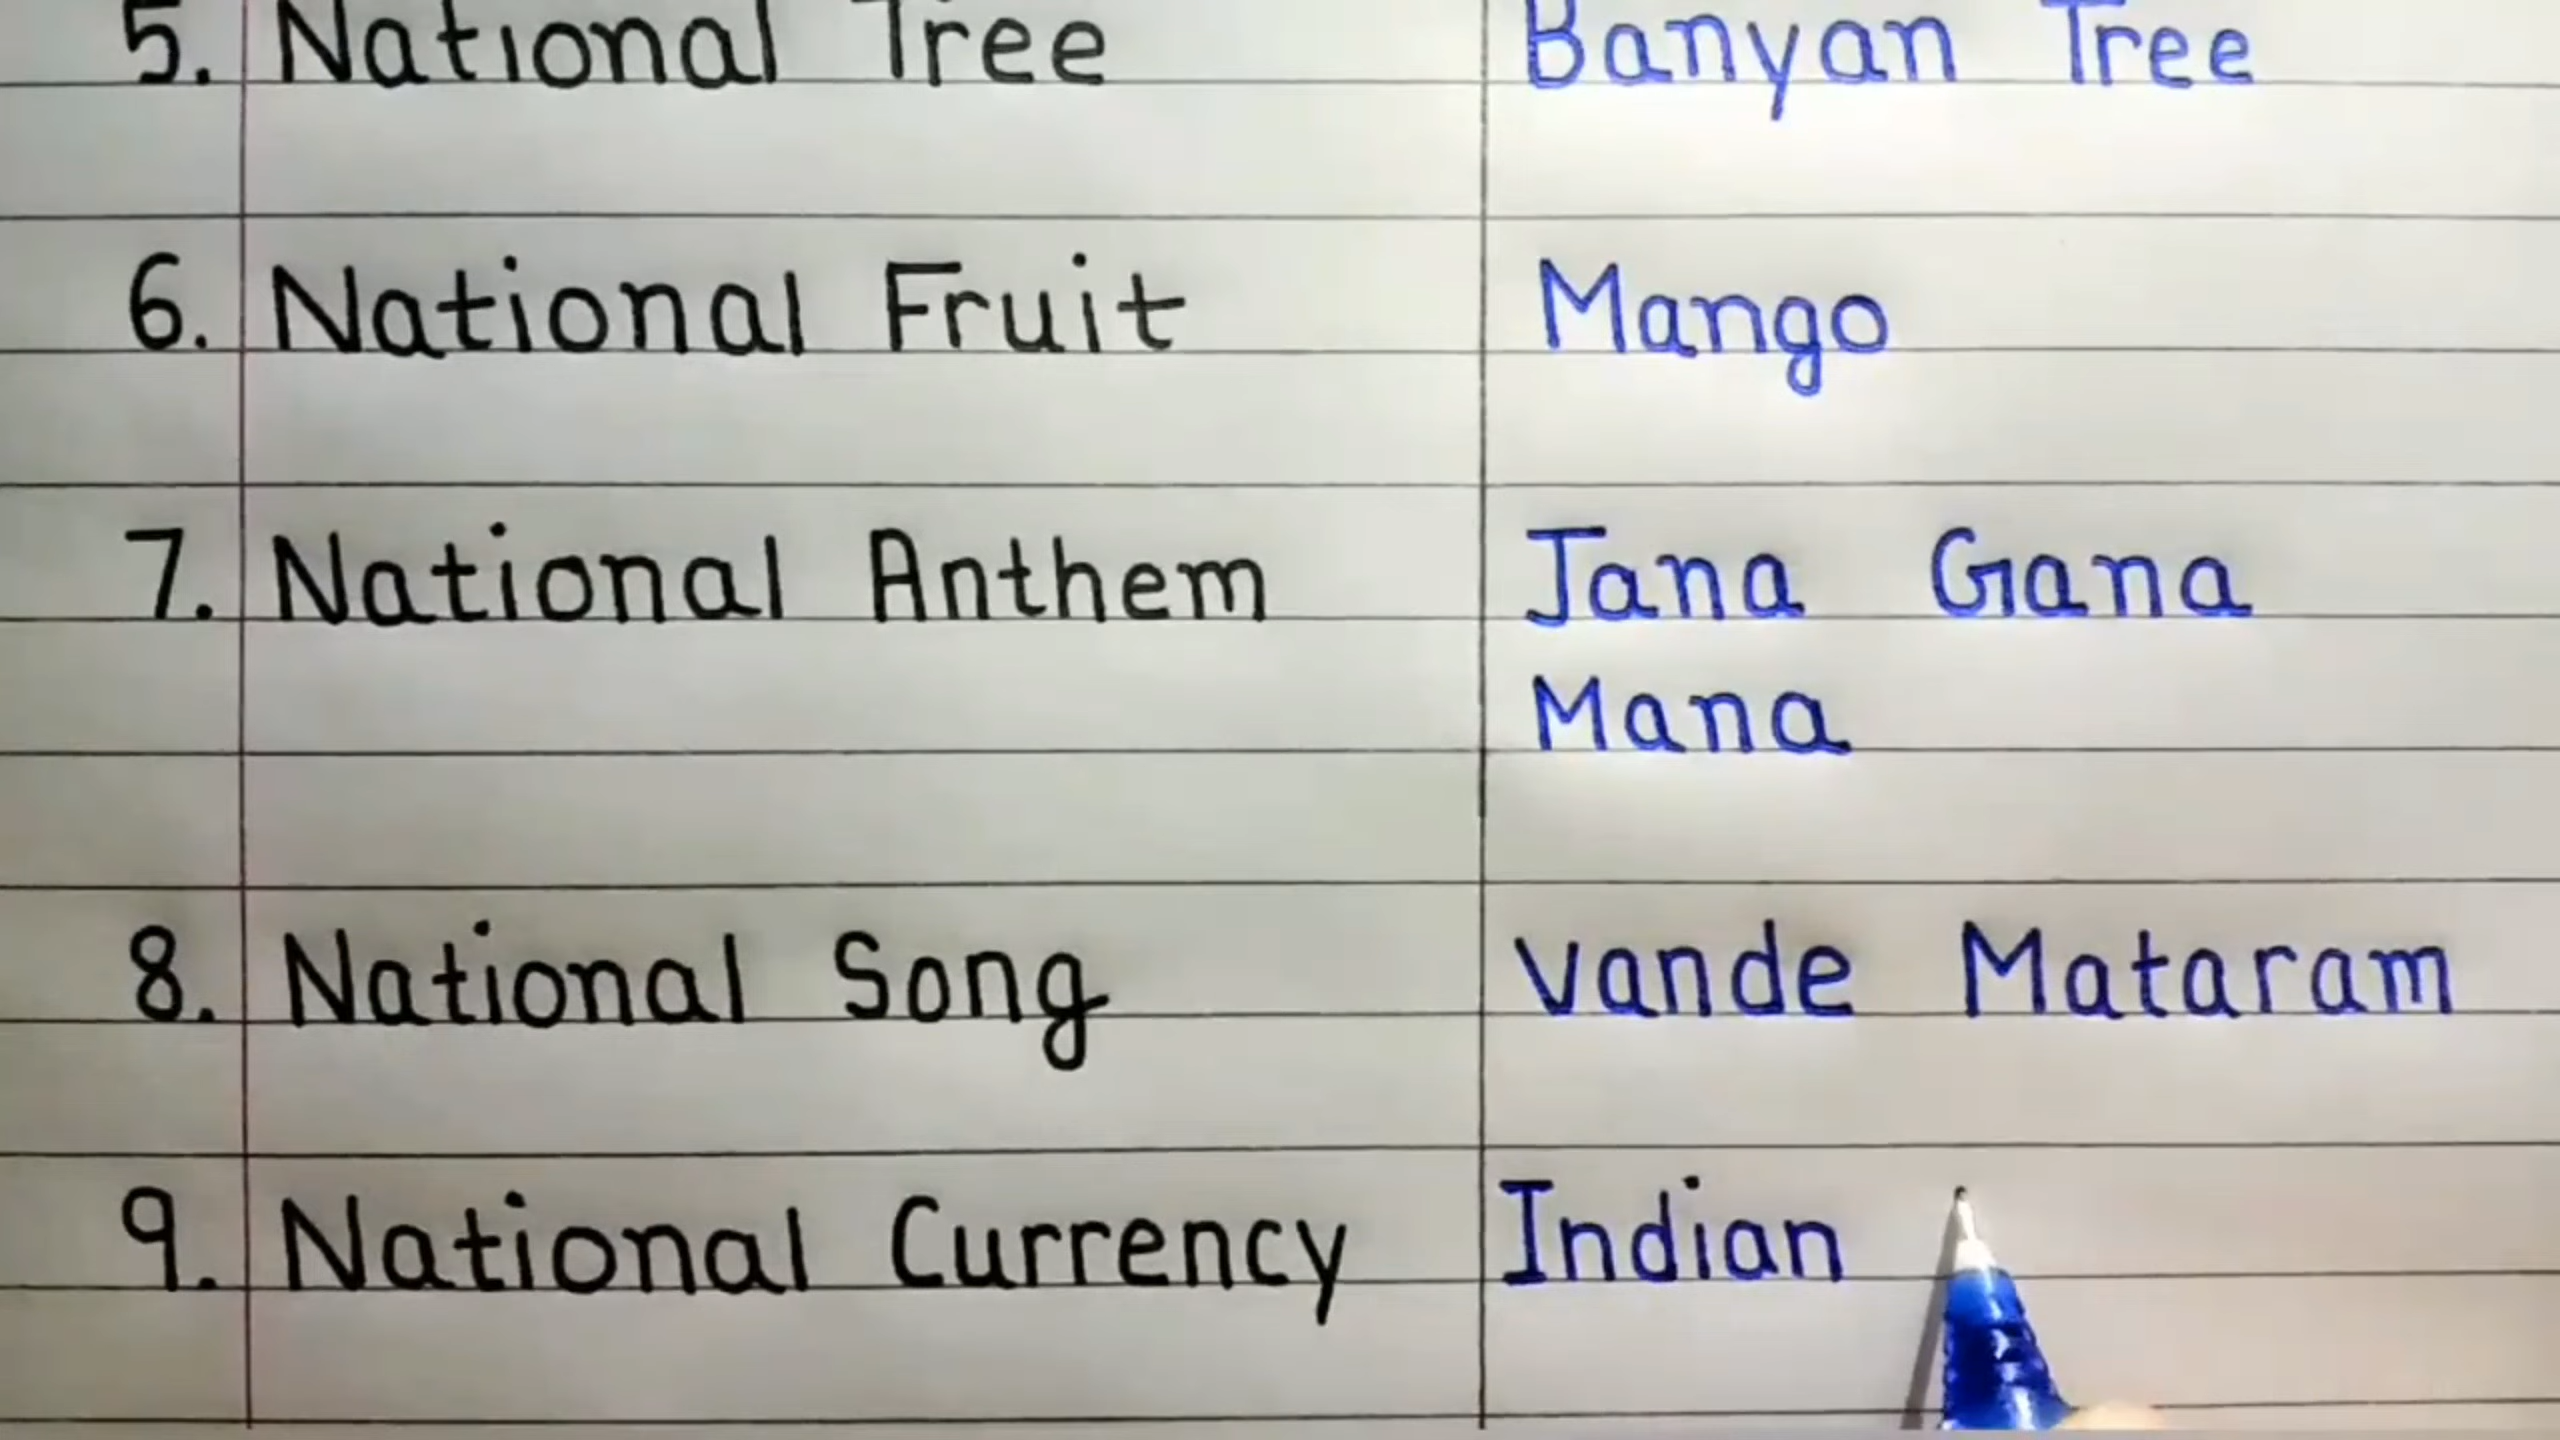 5. National Tree Banyan Tree
6. National Fruit Mango
7. National Anthem Jana Gana
Mana
8. National Song Vande Mataram
9. National Currency Indian